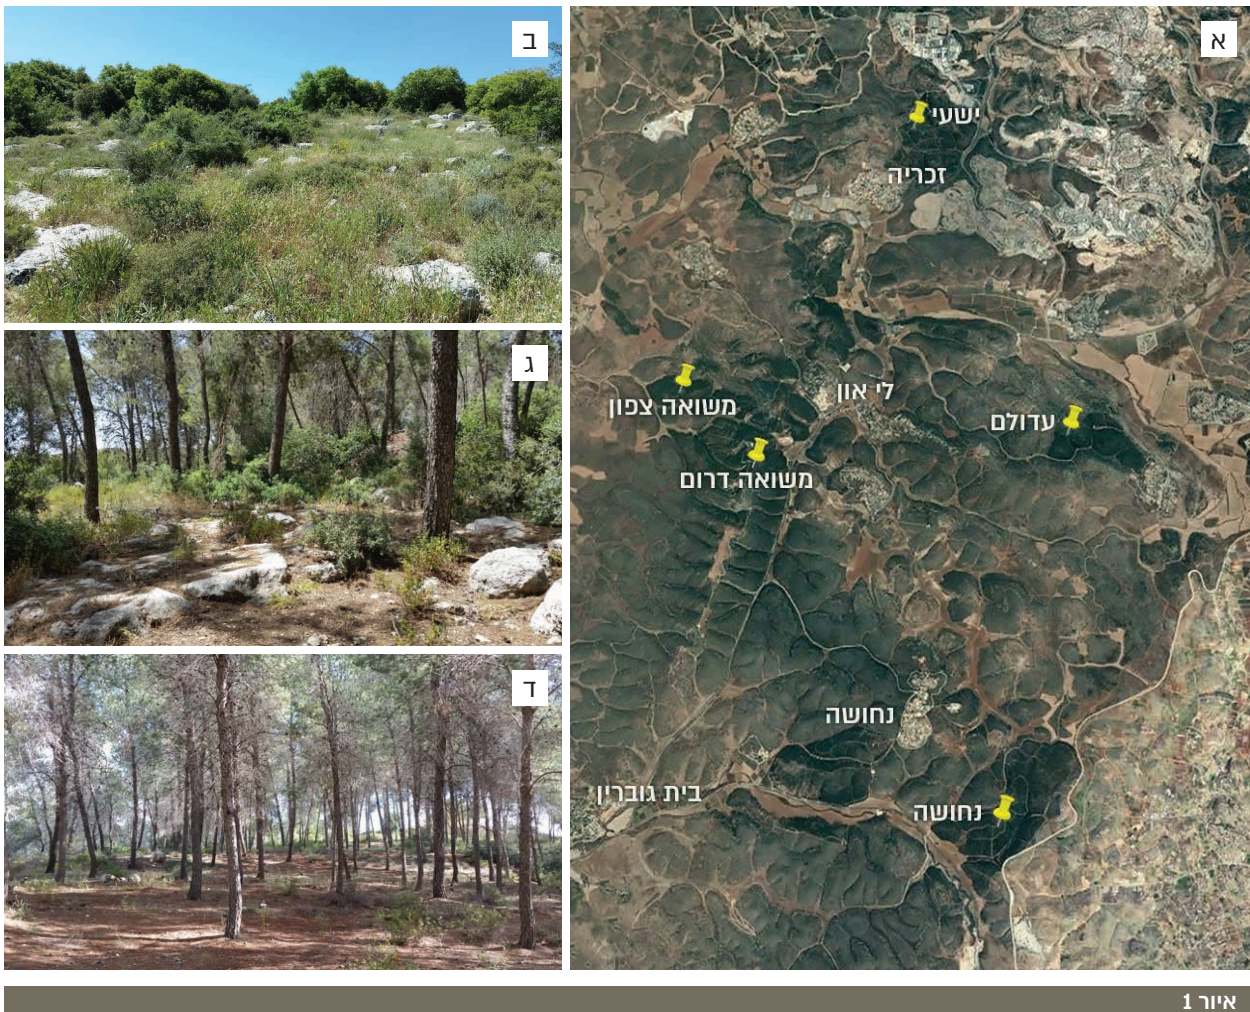 א
ישעי
זכריה
לי און
משואה צפון
עדולם
משואה דרום
נחושה
בית גוברין
נחושה
ב
ג
ד
איור 1